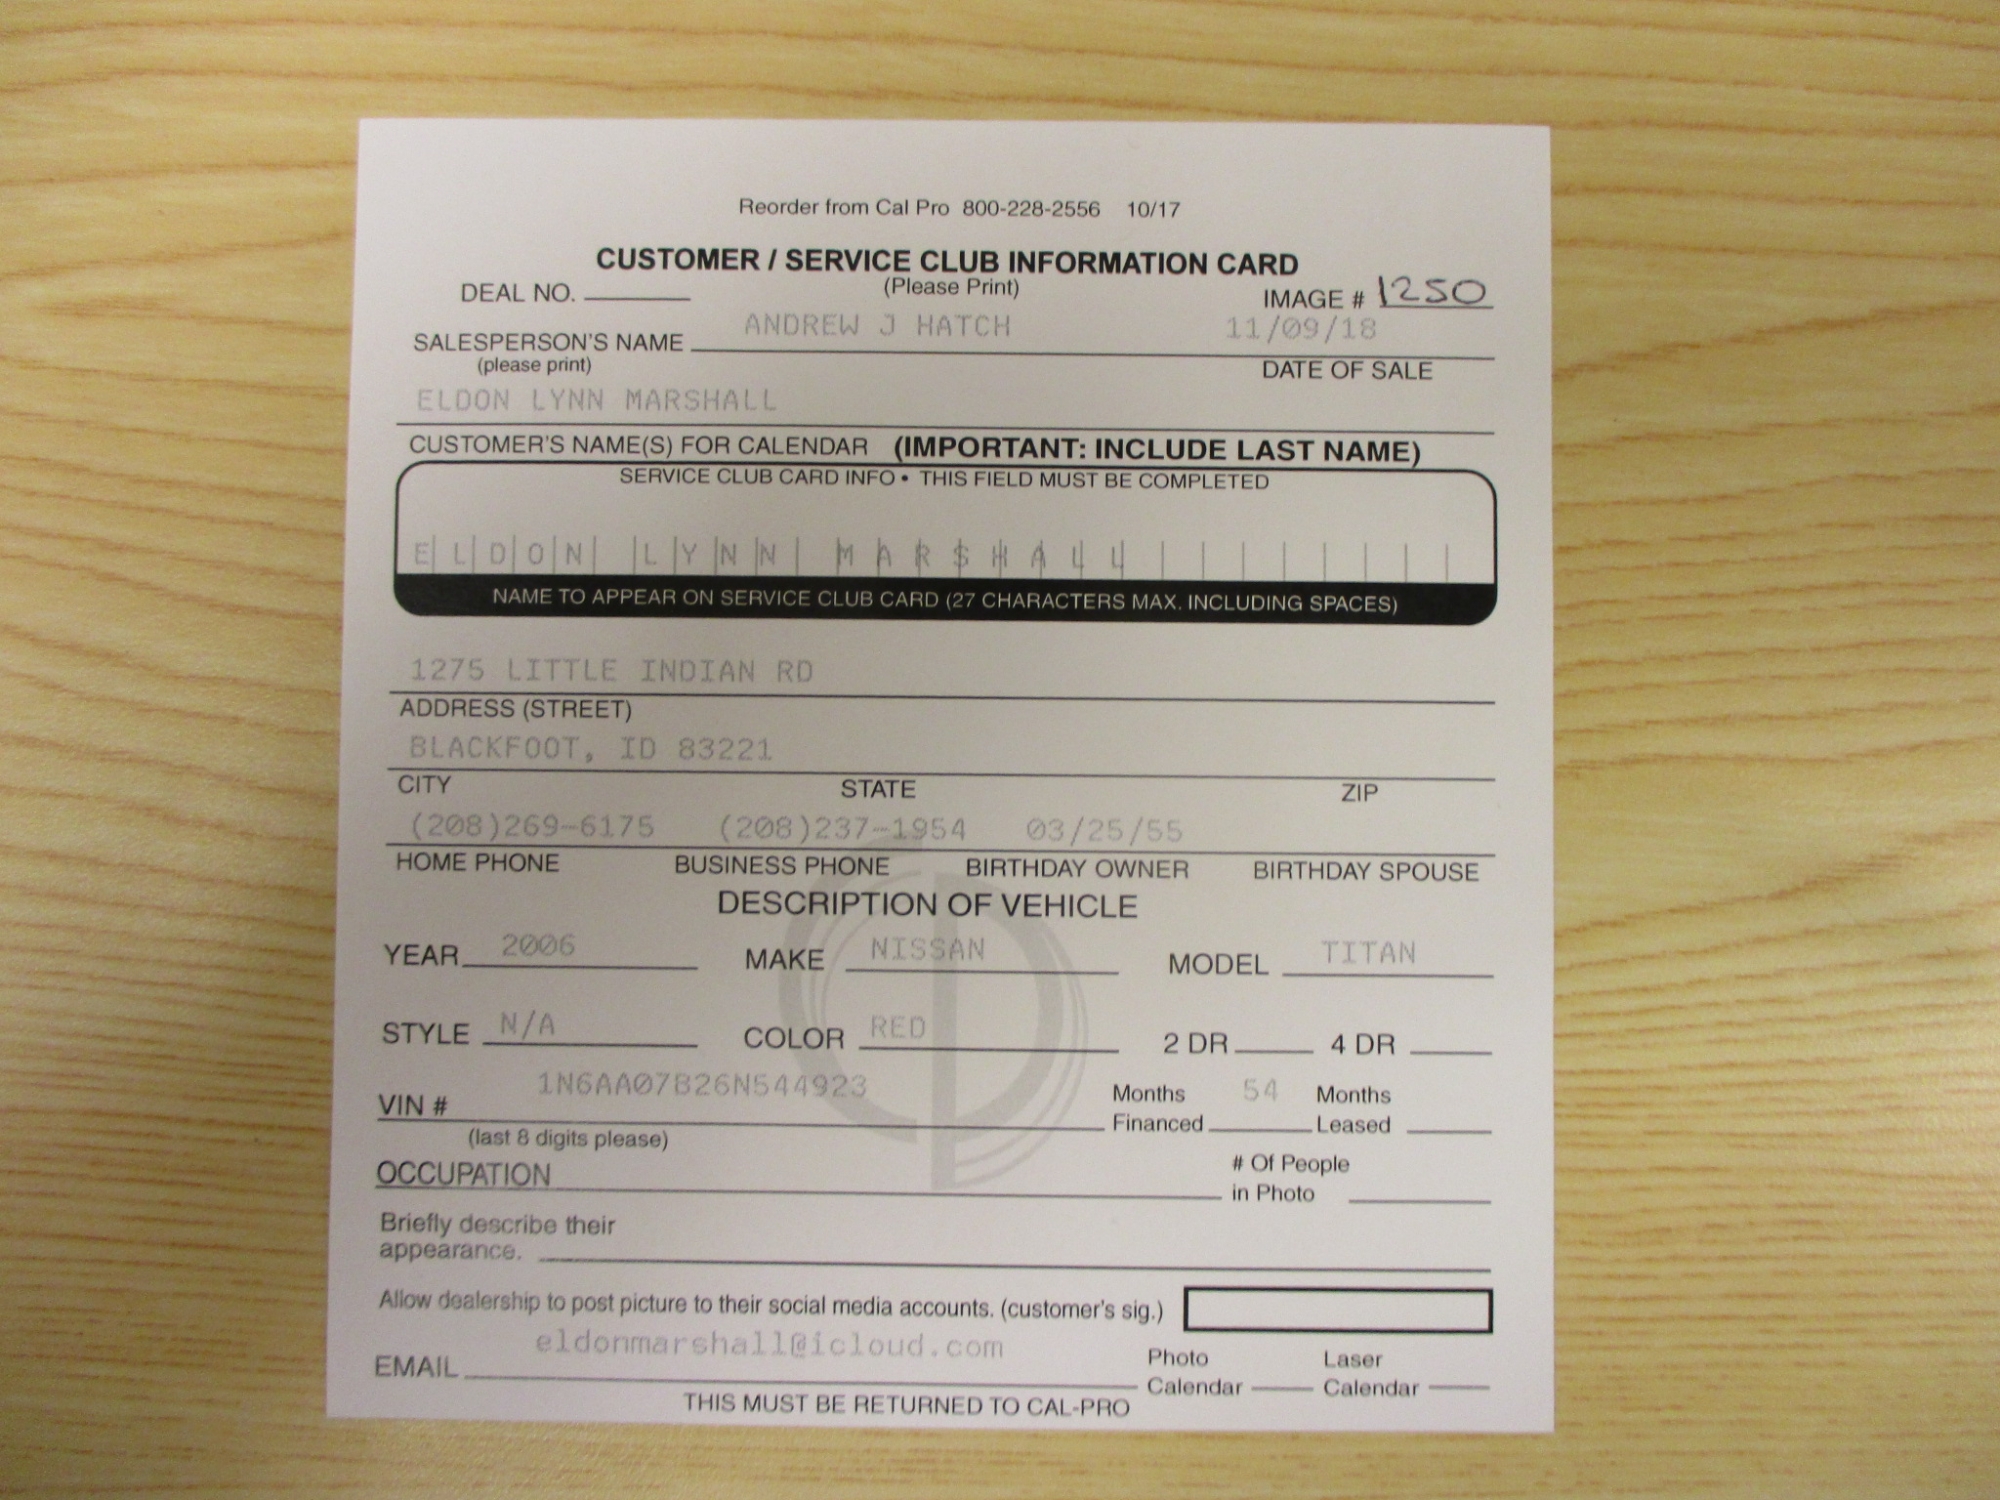 Reorder from Cal Pro 800-228-2556 10/17
CUSTOMER / SERVICE CLUB INFORMATION CARD
DEAL NO. (Please Print) IMAGE # 1250
SALESPERSON'S NAME ANDREW J HATCH 11/09/18
(please print) DATE OF SALE
ELDON LYNN MARSHALL
CUSTOMER'S NAME(S) FOR CALENDAR (IMPORTANT: INCLUDE LAST NAME)
SERVICE CLUB CARD INFO • THIS FIELD MUST BE COMPLETED
ELDON LYNN MARSHALL
NAME TO APPEAR ON SERVICE CLUB CARD (27 CHARACTERS MAX. INCLUDING SPACES)
1275 LITTLE INDIAN RD
ADDRESS (STREET)
BLACKFOOT, ID 83221
CITY STATE ZIP
(208)269-6175 (208)237-1954 03/25/55
HOME PHONE BUSINESS PHONE BIRTHDAY OWNER BIRTHDAY SPOUSE
DESCRIPTION OF VEHICLE
YEAR 2006 MAKE NISSAN MODEL TITAN
STYLE N/A COLOR RED 2 DR 4 DR
VIN # 1N6AA07B26N544923 Months Financed 54 Months Leased
(last 8 digits please)
OCCUPATION # Of People in Photo
Briefly describe their
appearance.
Allow dealership to post picture to their social media accounts. (customer's sig.)
EMAIL eldonmarshall@icloud.com Photo Calendar Laser Calendar
THIS MUST BE RETURNED TO CAL-PRO